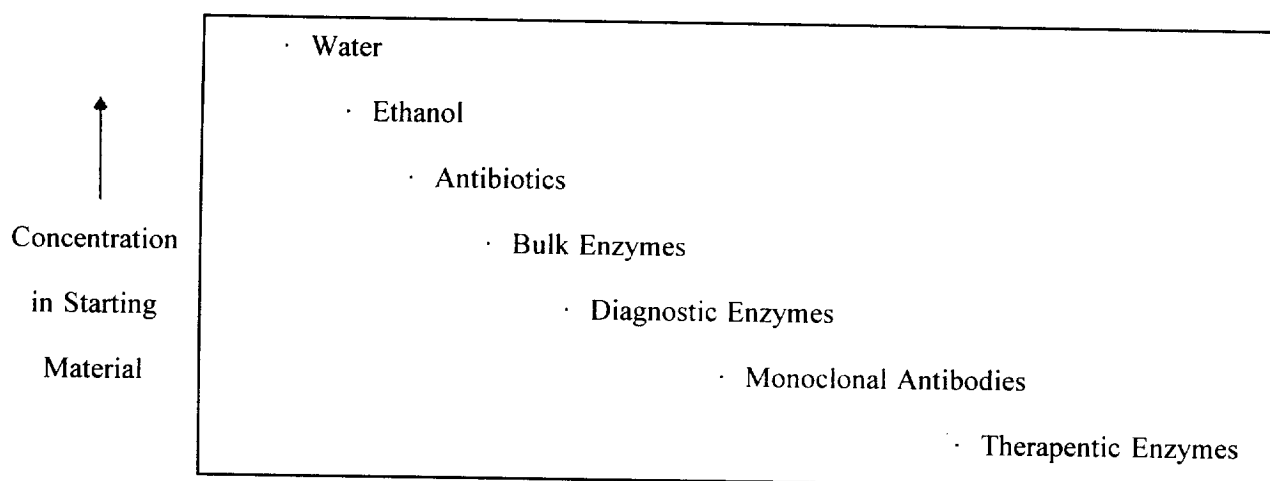 Water
Ethanol
Antibiotics
Concentration
Bulk Enzymes
in Starting
Diagnostic Enzymes
Material
Monoclonal Antibodies
Therapentic Enzymes